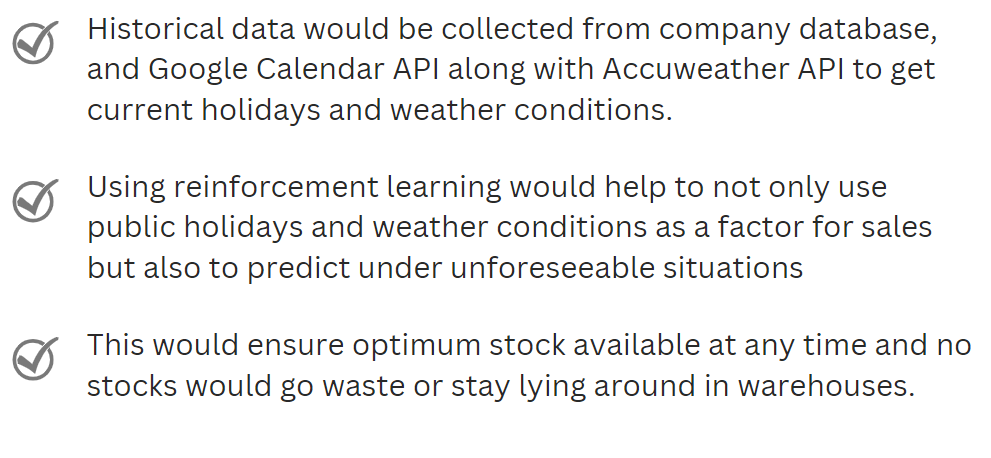 Historical data would be collected from company database,
and Google Calendar API along with Accuweather API to get
current holidays and weather conditions.
Using reinforcement learning would help to not only use
public holidays and weather conditions as a factor for sales
but also to predict under unforeseeable situations
This would ensure optimum stock available at any time and no
stocks would go waste or stay lying around in warehouses.